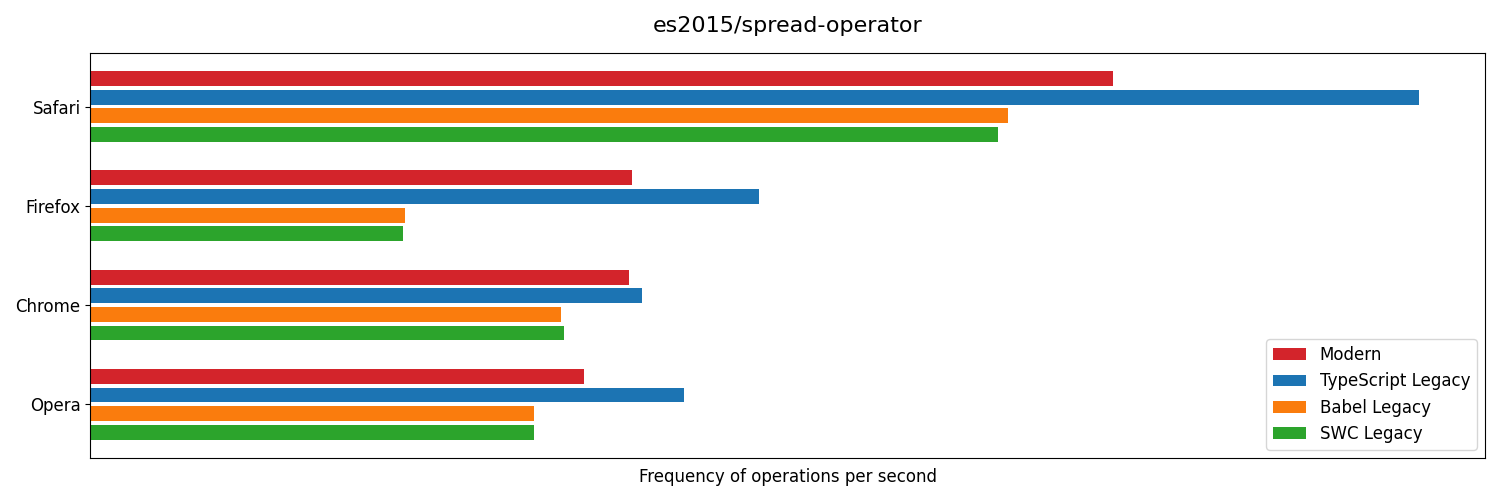 es2015/spread-operator
Safari
Firefox
Chrome
Opera
Modern
TypeScript Legacy
Babel Legacy
SWC Legacy
Frequency of operations per second